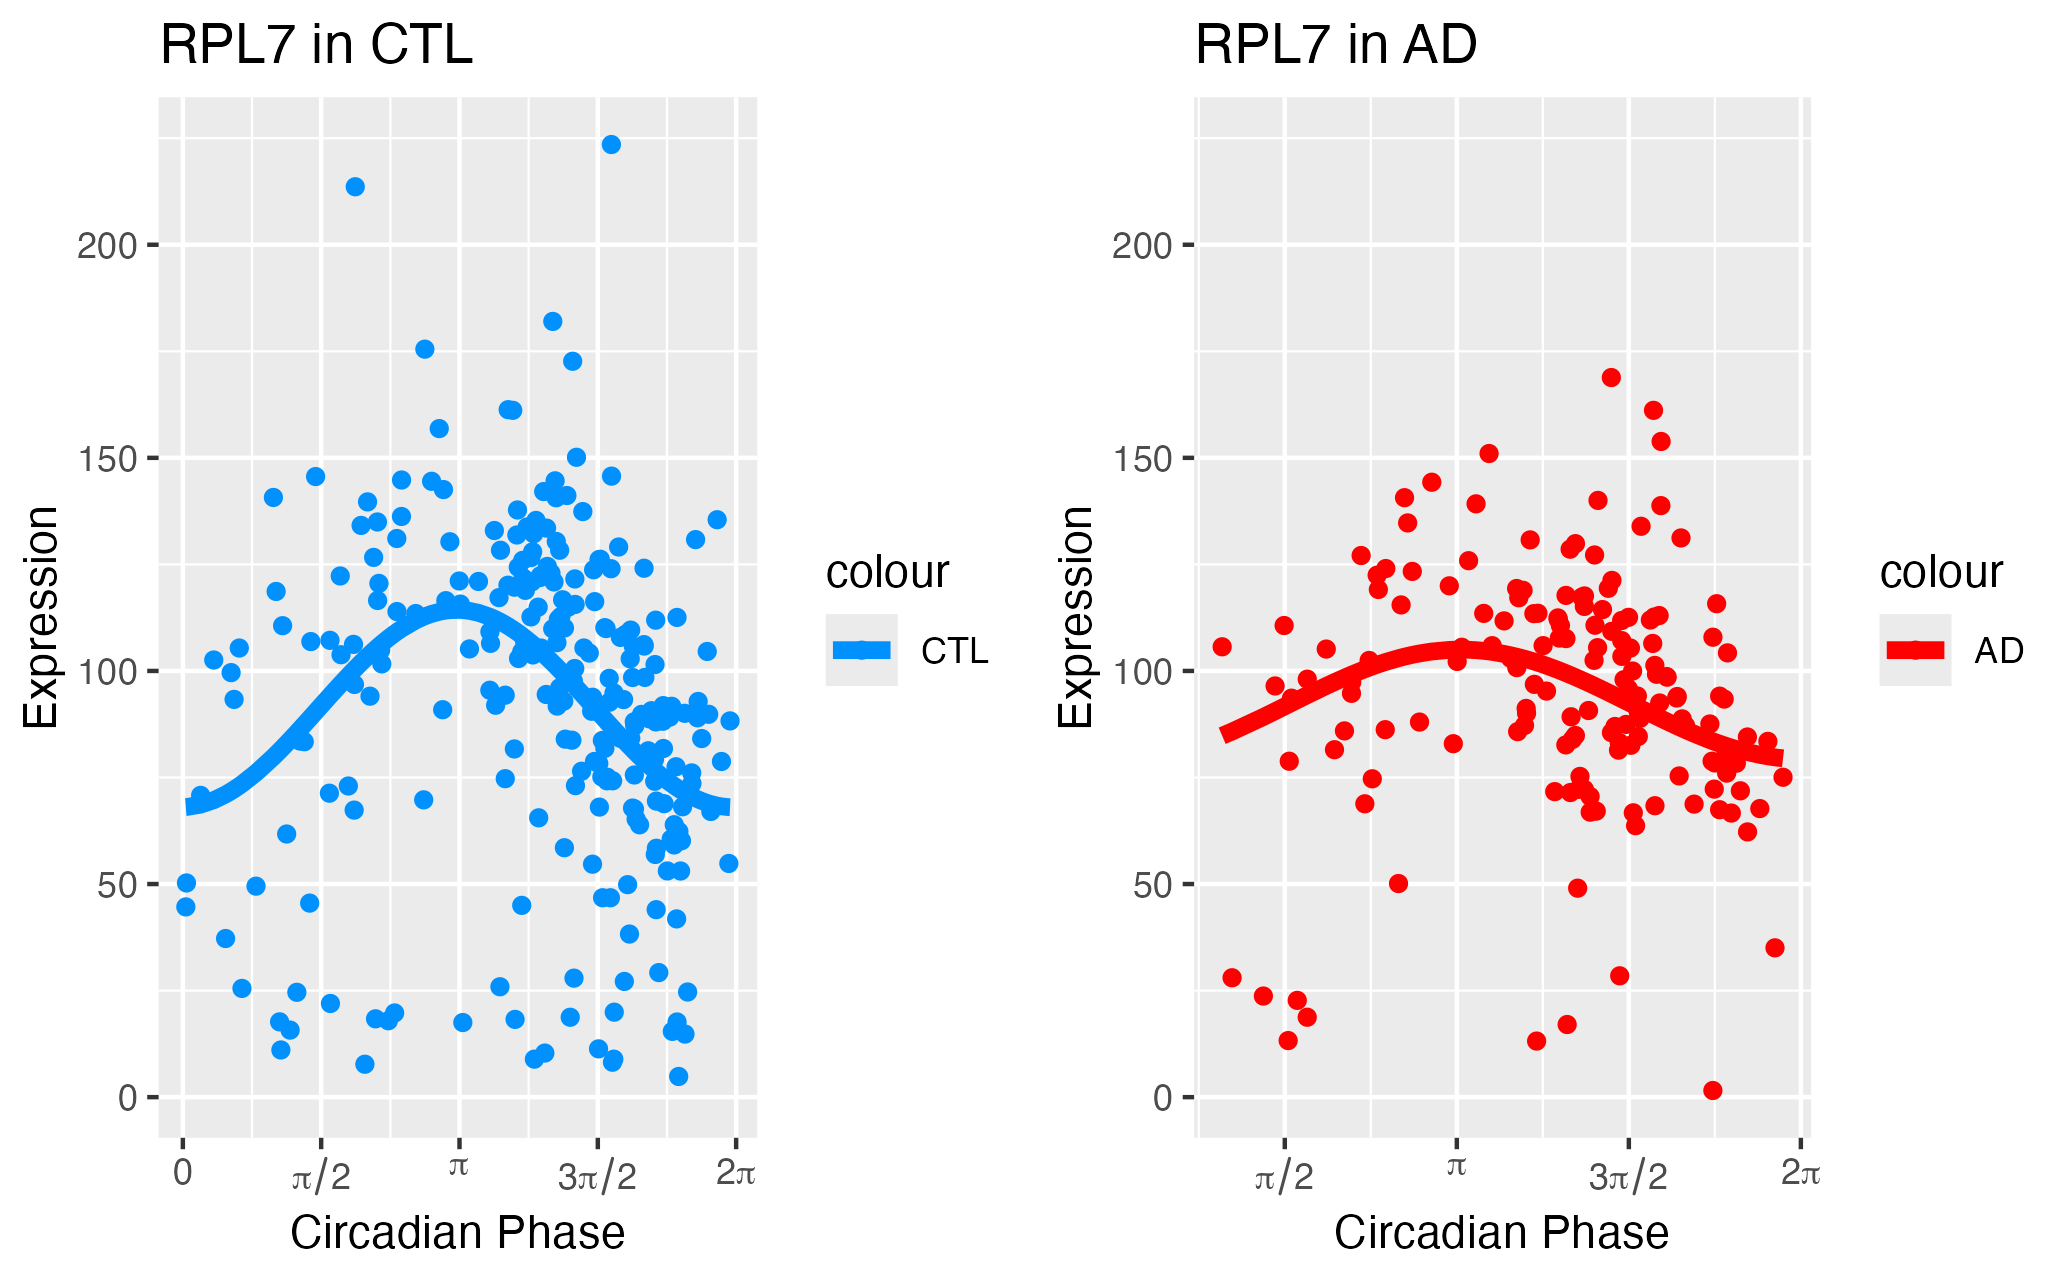 RPL7 in CTL
Expression
200
150
100
50
0
0 π/2 π 3π/2 2π
Circadian Phase
colour
CTL
RPL7 in AD
Expression
200
150
100
50
0
π/2 π 3π/2 2π
Circadian Phase
colour
AD